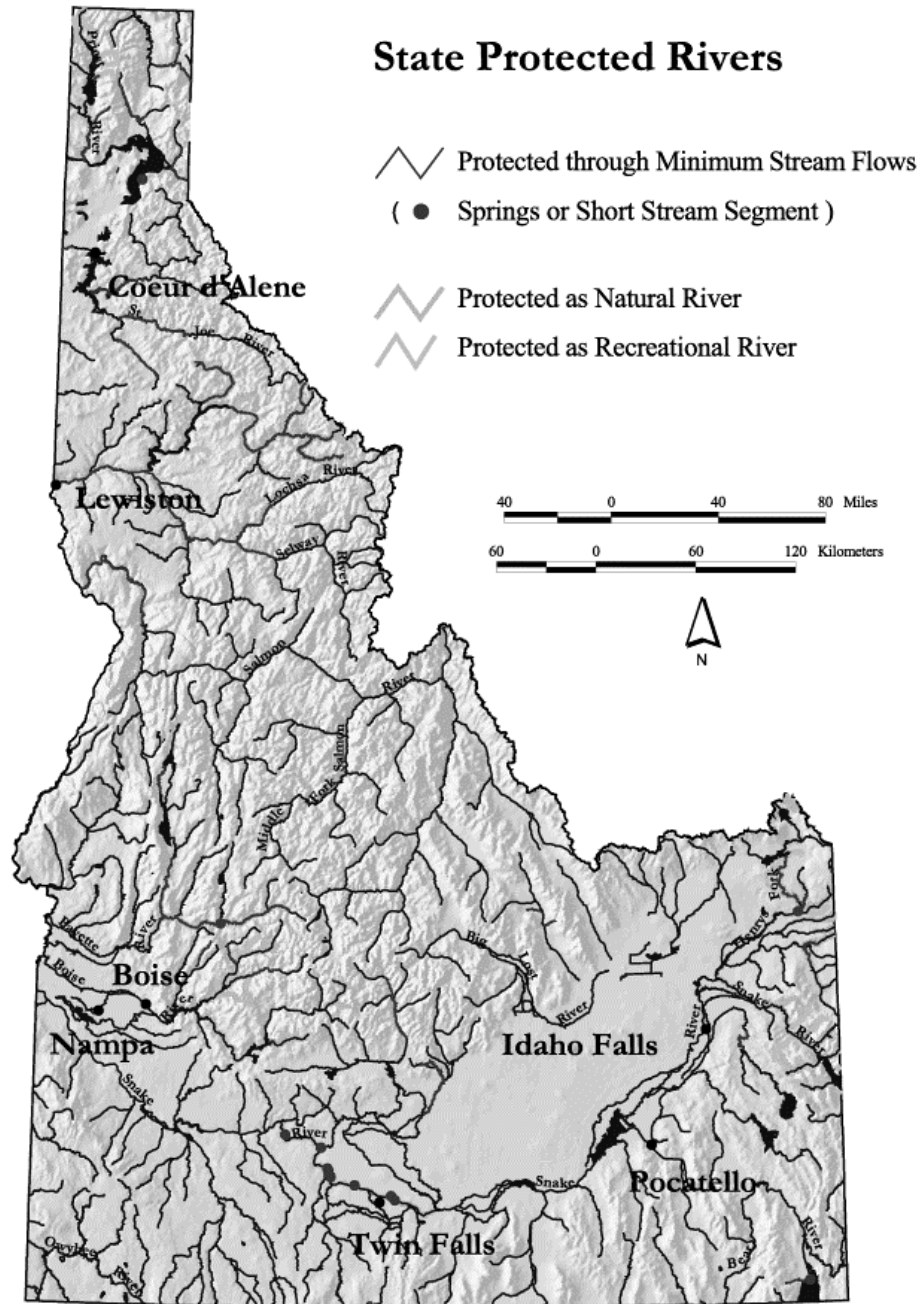 State Protected Rivers
Protected through Minimum Stream Flows
( ● Springs or Short Stream Segment )
Protected as Natural River
Protected as Recreational River
40 0 40 80 Miles
60 0 60 120 Kilometers
N
River
Coeur d'Alene
St.
Joe
River
Lewiston
Lochsa River
Selway
River
Salmon
River
Middle Fork Salmon
Henrys Fork
Payette
River
Boise
Boise
River
Nampa
Big
Lost
River
Idaho Falls
Snake
River
River
Snake
River
Snake
Pocatello
Twin Falls
Owyhee
River
Bear
River